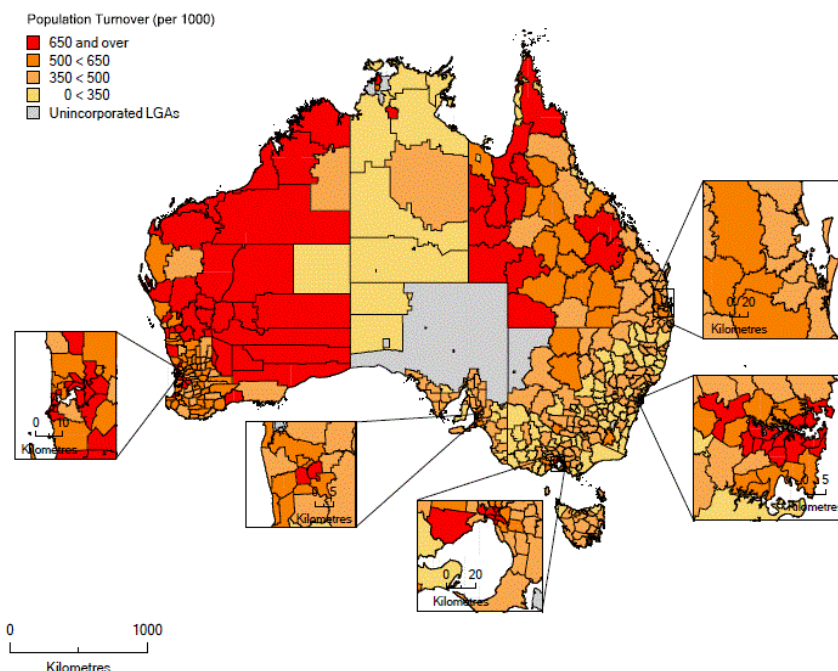 Population Turnover (per 1000)
650 and over
500 < 650
350 < 500
0 < 350
Unincorporated LGAs
0 20
Kilometres
0 10
Kilometres
0 5
Kilometres
0 5
Kilometres
0 20
Kilometres
0 1000
Kilometres